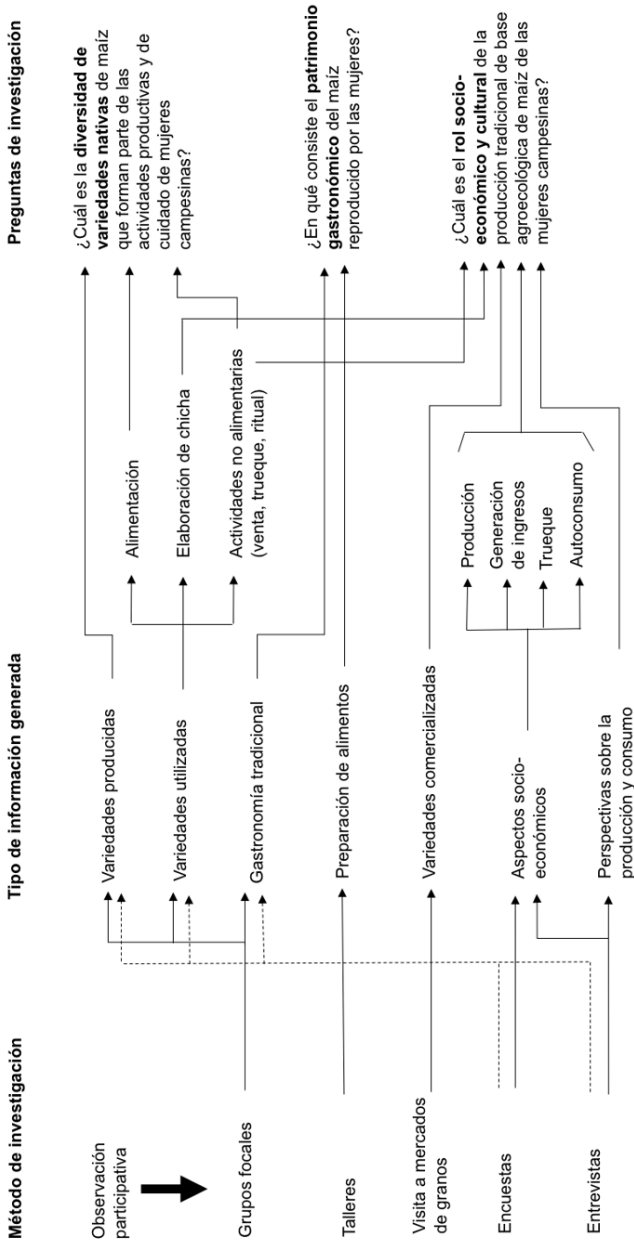 Método de investigación
Tipo de información generada
Preguntas de investigación
Observación
participativa
Grupos focales
Talleres
Visita a mercados
de granos
Encuestas
Entrevistas
Variedades producidas
Variedades utilizadas
Gastronomía tradicional
Preparación de alimentos
Variedades comercializadas
Aspectos socio-
económicos
Perspectivas sobre la
producción y consumo
Alimentación
Elaboración de chicha
Actividades no alimentarias
(venta, trueque, ritual)
Producción
Generación
de ingresos
Trueque
Autoconsumo
¿Cuál es la diversidad de
variedades nativas de maíz
que forman parte de las
actividades productivas y de
cuidado de mujeres
campesinas?
¿En qué consiste el patrimonio
gastronómico del maíz
reproducido por las mujeres?
¿Cuál es el rol socio-
económico y cultural de la
producción tradicional de base
agroecológica de maíz de las
mujeres campesinas?